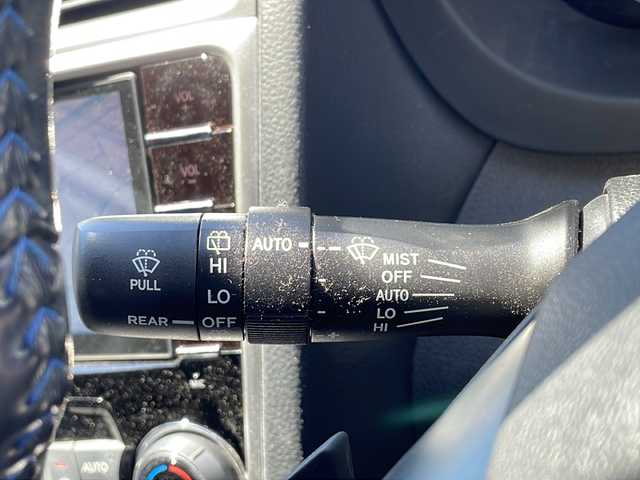 VOL
VOL
AUTO
HI
MIST
OFF
PULL
LO
AUTO
REAR
OFF
LO
- +
HI
AUTO